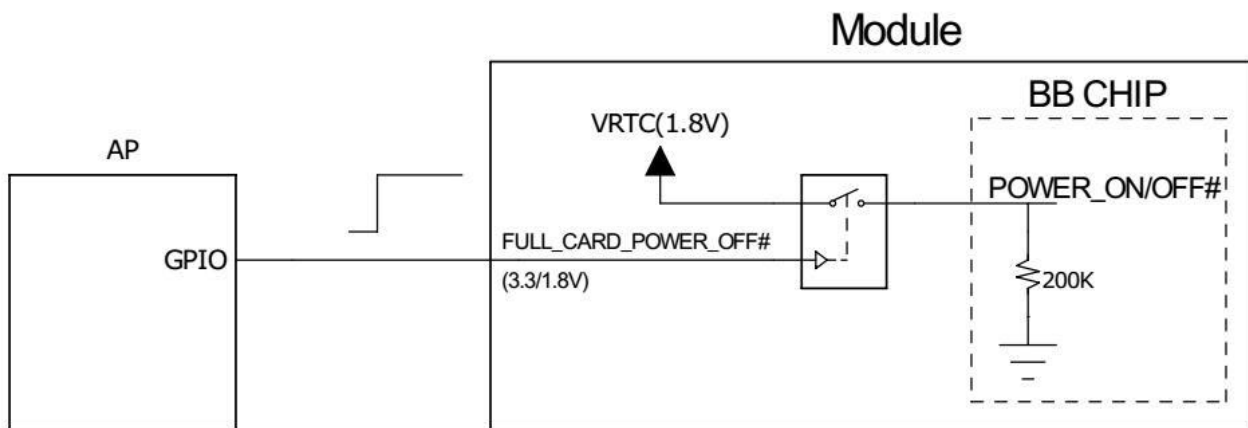 Module
BB CHIP
VRTC(1.8V)
AP
POWER_ON/OFF#
FULL_CARD_POWER_OFF#
GPIO
(3.3/1.8V)
200K